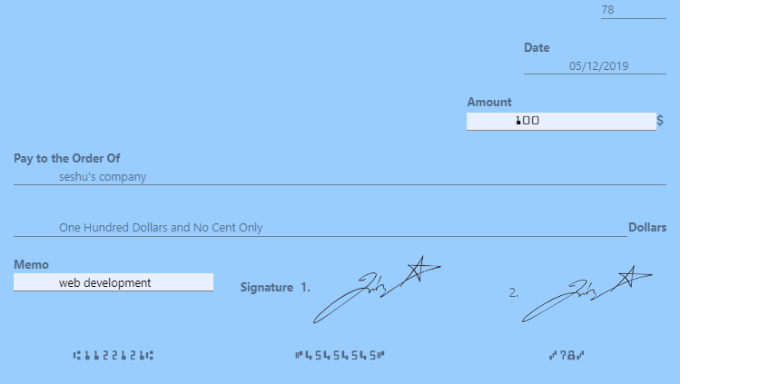 78
Date
05/12/2019
Amount
100 $
Pay to the Order Of
seshu's company
One Hundred Dollars and No Cent Only Dollars
Memo
web development
Signature 1. 2.
⑆11221211⑆ ⑈45454545⑈ ⑇78⑇